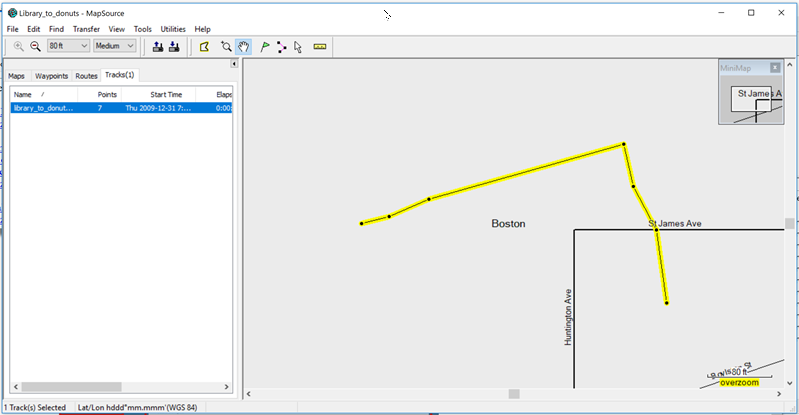 Library_to_donuts - MapSource
File Edit Find Transfer View Tools Utilities Help
80 ft Medium
Maps Waypoints Routes Tracks(1)
Name Points Start Time Elaps
library_to_donut... 7 Thu 2009-12-31 7:... 0:00
MiniMap
St James A
Boston
St James Ave
Huntington Ave
80 ft
overzoom
1 Track(s) Selected Lat/Lon hddd°mm.mmm'(WGS 84)